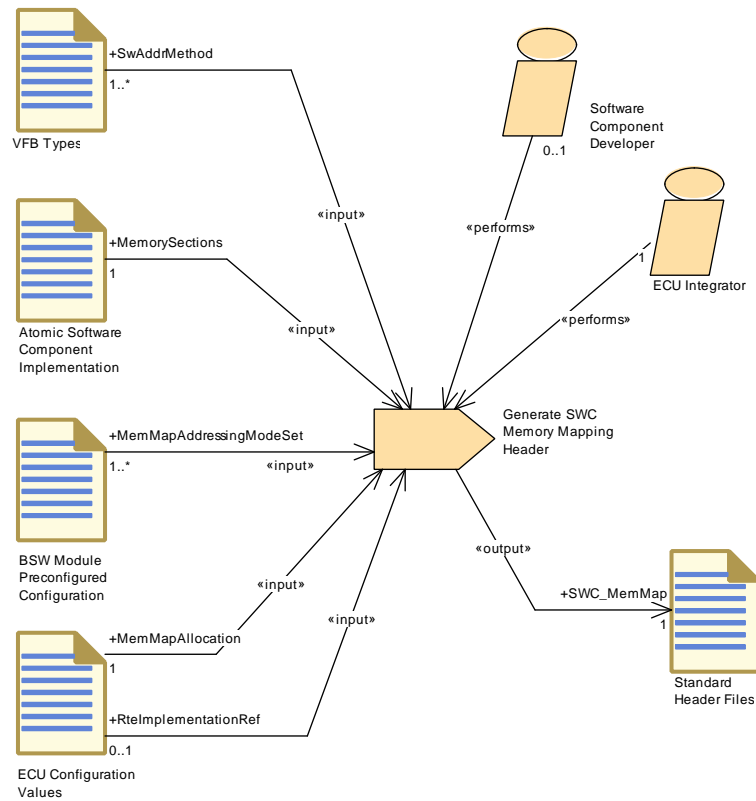 +SwAddrMethod
1..*
VFB Types
Software
Component
Developer
0..1
«input»
«performs»
+MemorySections
1
Atomic Software
Component
Implementation
«input»
1
ECU Integrator
«performs»
Generate SWC
Memory Mapping
Header
+MemMapAddressingModeSet
1..*
«input»
BSW Module
Preconfigured
Configuration
«output»
«input»
«input»
+SWC_MemMap
1
Standard
Header Files
+MemMapAllocation
1
+RteImplementationRef
0..1
ECU Configuration
Values